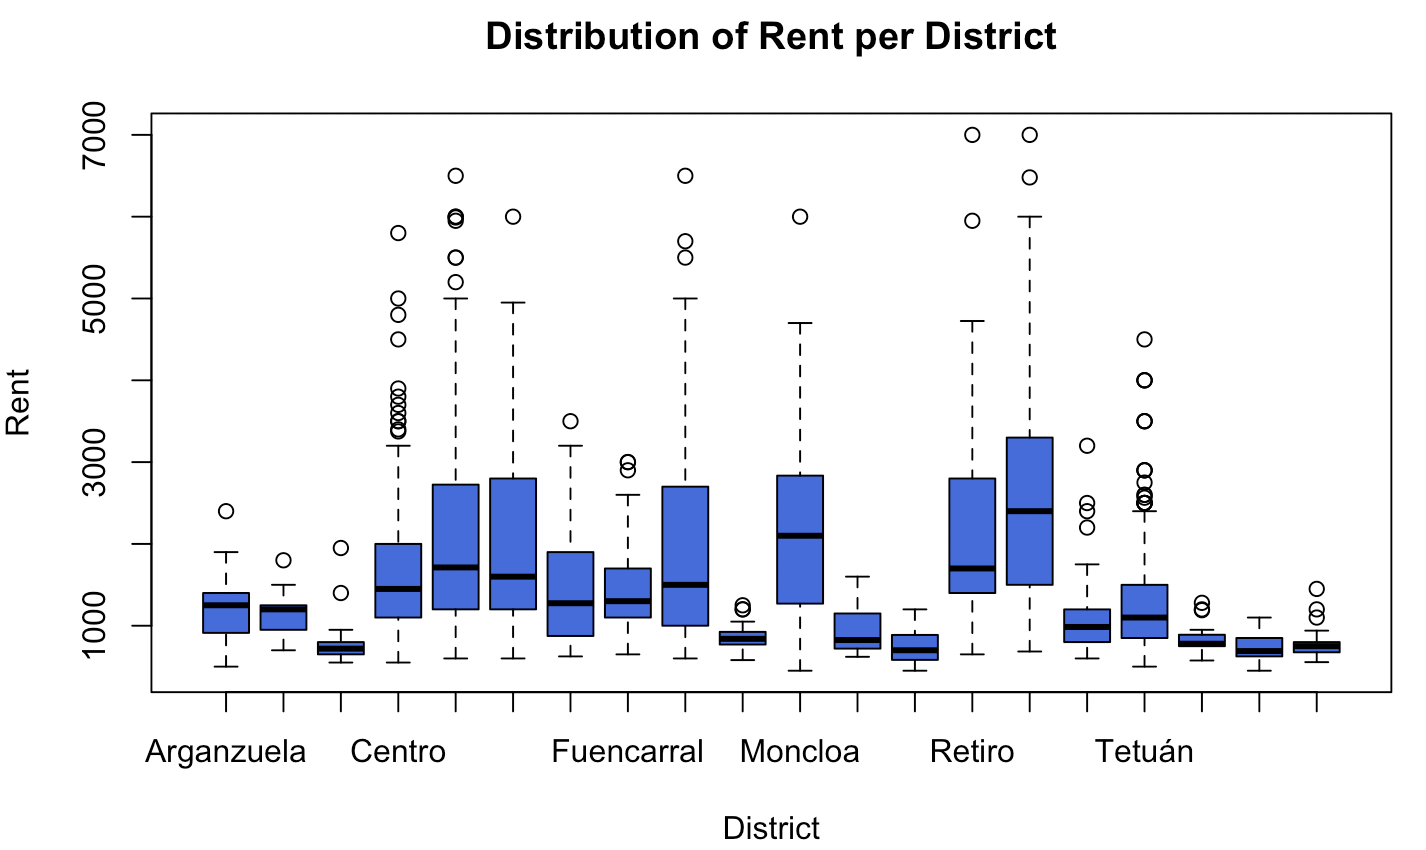 Distribution of Rent per District
7000
5000
3000
1000
Rent
Arganzuela Centro Fuencarral Moncloa Retiro Tetuán
District